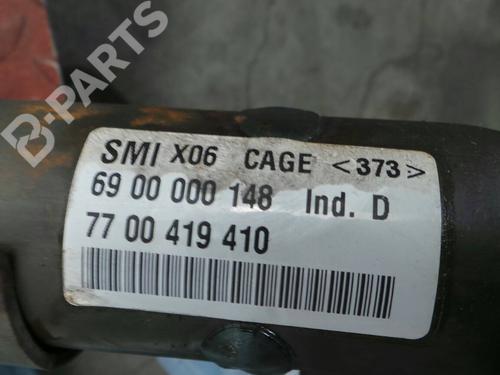 B-PARTS
SMI X06 CAGE <373>
69 00 000 148 Ind. D
77 00 419 410